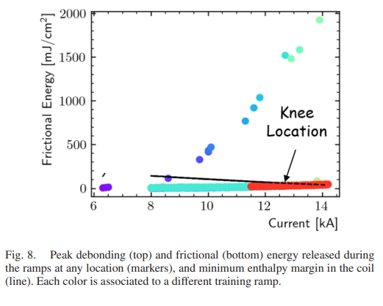 2000
1500
1000
500
0
Frictional Energy [mJ/cm²]
Knee
Location
6 8 10 12 14
Current [kA]
Fig. 8. Peak debonding (top) and frictional (bottom) energy released during
the ramps at any location (markers), and minimum enthalpy margin in the coil
(line). Each color is associated to a different training ramp.